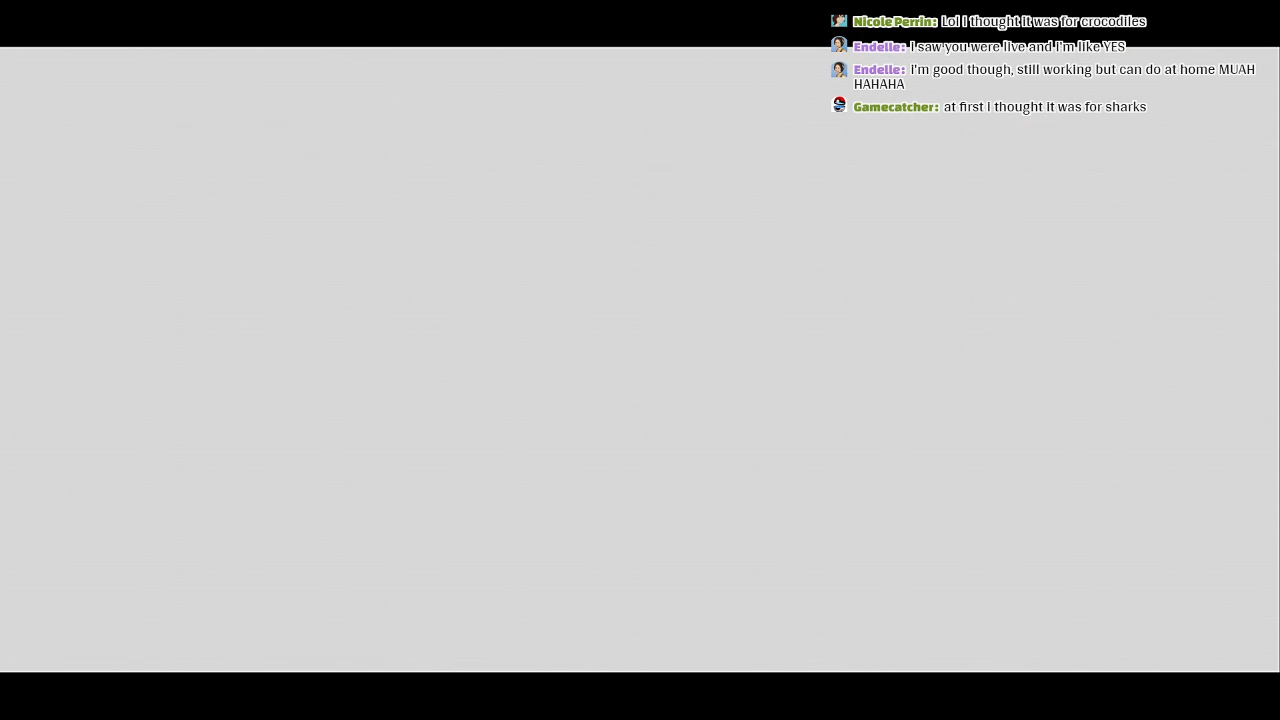 Nicole Perrin: Lol I thought it was for crocodiles
Endelle: I saw you were live and I'm like YES
Endelle: I'm good though, still working but can do at home MUAH
HAHAHA
Gamecatcher: at first I thought it was for sharks